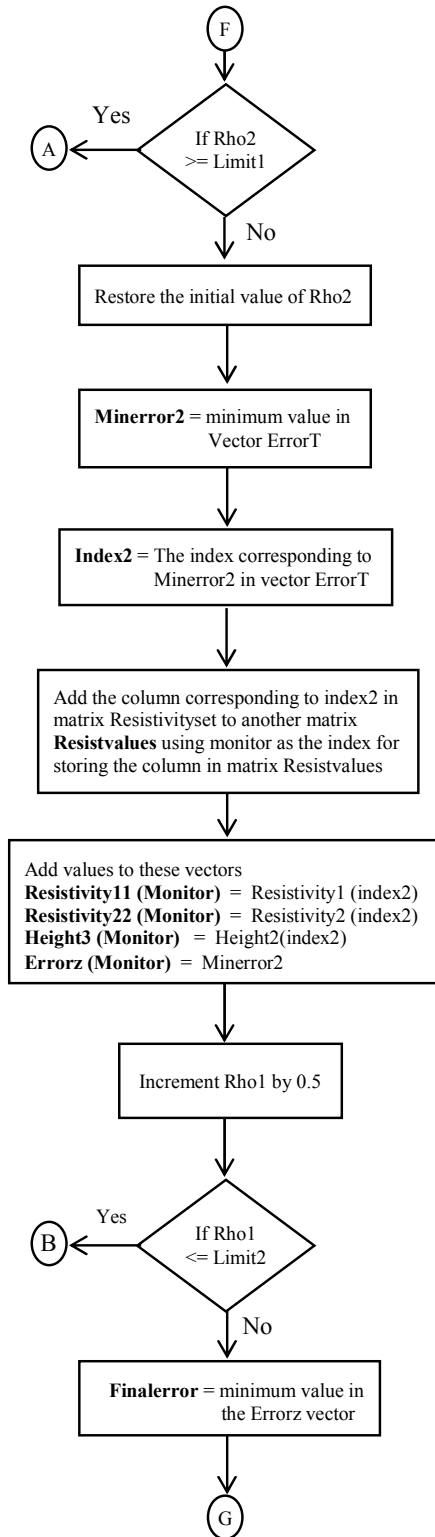 F
Yes
If Rho2
>= Limit1
A
No
Restore the initial value of Rho2
Minerror2 = minimum value in
Vector ErrorT
Index2 = The index corresponding to
Minerror2 in vector ErrorT
Add the column corresponding to index2 in
matrix Resistivityset to another matrix
Resistvalues using monitor as the index for
storing the column in matrix Resistvalues
Add values to these vectors
Resistivity11 (Monitor) = Resistivity1 (index2)
Resistivity22 (Monitor) = Resistivity2 (index2)
Height3 (Monitor) = Height2(index2)
Errorz (Monitor) = Minerror2
Increment Rho1 by 0.5
Yes
If Rho1
<= Limit2
B
No
Finalerror = minimum value in
the Errorz vector
G